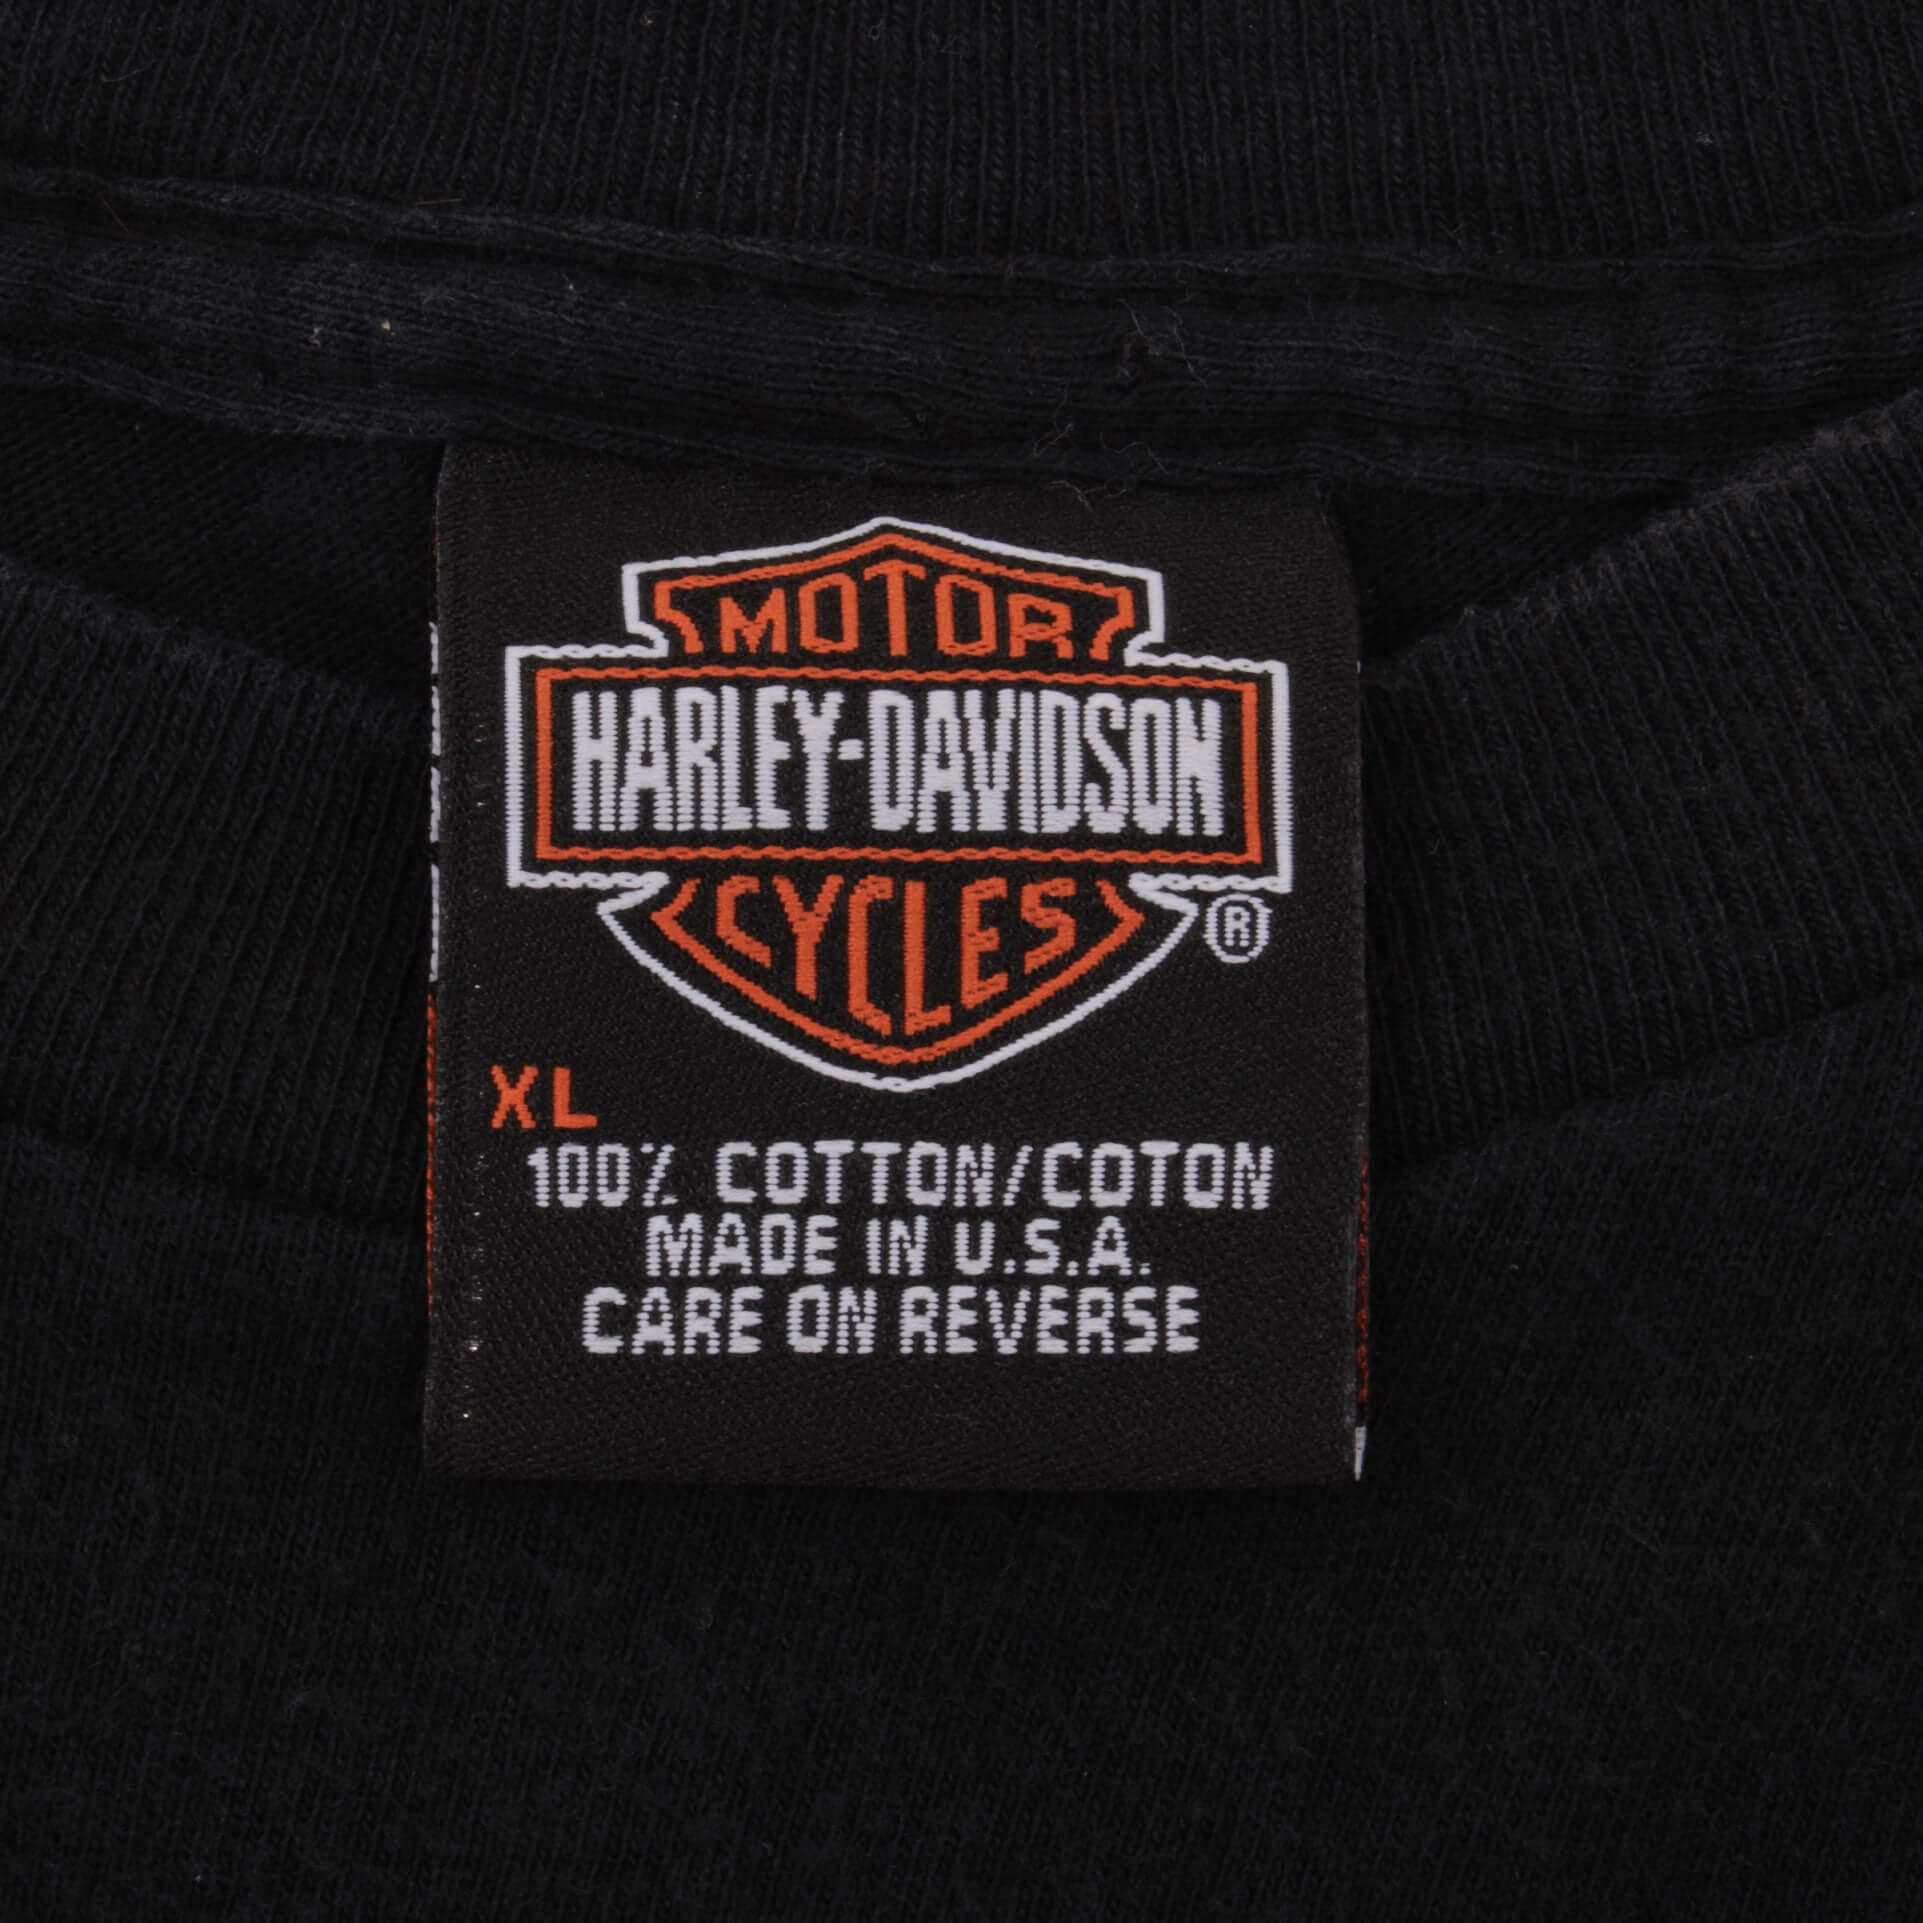 MOTOR
HARLEY-DAVIDSON
CYCLES
®
XL
100% COTTON/COTON
MADE IN U.S.A.
CARE ON REVERSE